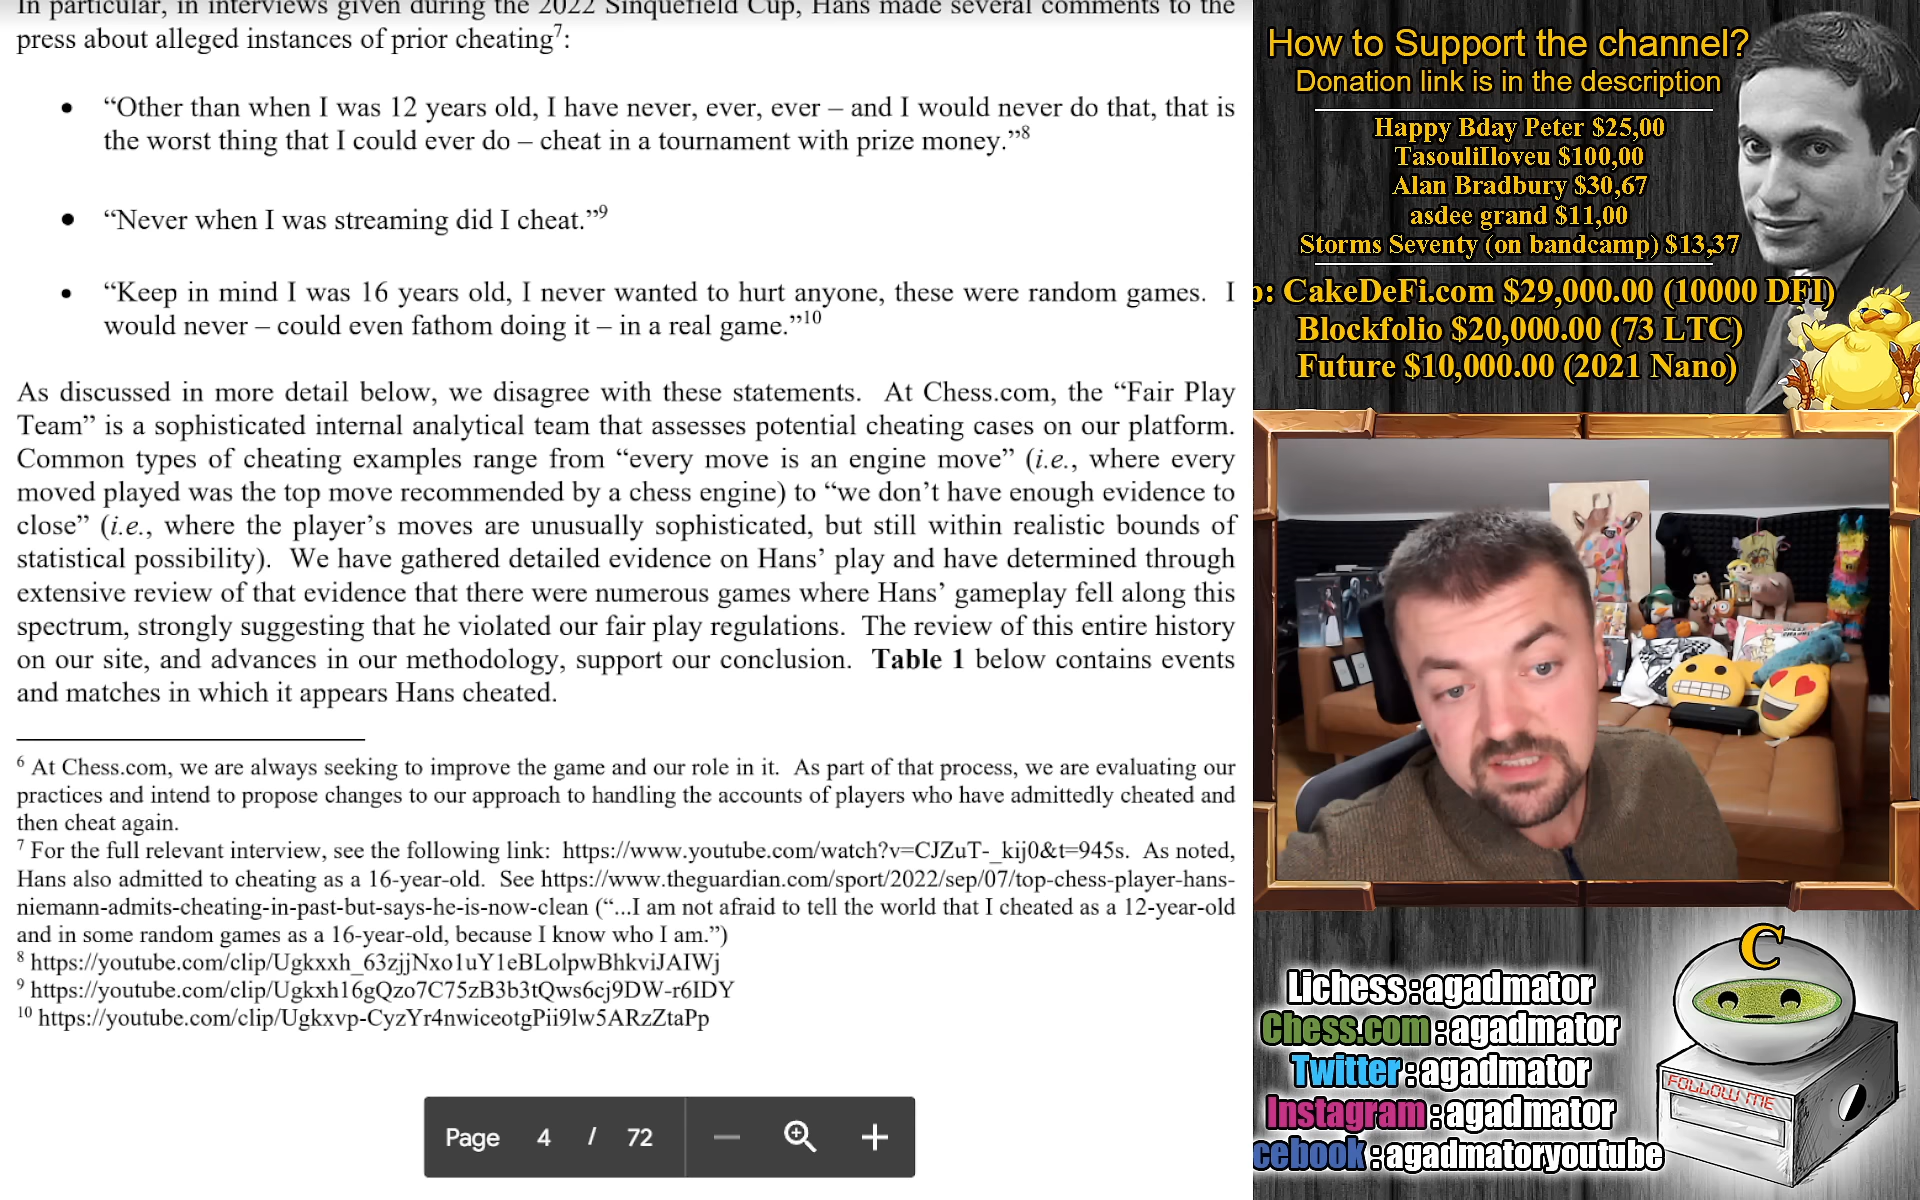 In particular, in interviews given during the 2022 Sinquefield Cup, Hans made several comments to the
press about alleged instances of prior cheating7:
• “Other than when I was 12 years old, I have never, ever, ever – and I would never do that, that is
the worst thing that I could ever do – cheat in a tournament with prize money.”8
• “Never when I was streaming did I cheat.”9
• “Keep in mind I was 16 years old, I never wanted to hurt anyone, these were random games. I
would never – could even fathom doing it – in a real game.”10
As discussed in more detail below, we disagree with these statements. At Chess.com, the “Fair Play
Team” is a sophisticated internal analytical team that assesses potential cheating cases on our platform.
Common types of cheating examples range from “every move is an engine move” (i.e., where every
moved played was the top move recommended by a chess engine) to “we don’t have enough evidence to
close” (i.e., where the player’s moves are unusually sophisticated, but still within realistic bounds of
statistical possibility). We have gathered detailed evidence on Hans’ play and have determined through
extensive review of that evidence that there were numerous games where Hans’ gameplay fell along this
spectrum, strongly suggesting that he violated our fair play regulations. The review of this entire history
on our site, and advances in our methodology, support our conclusion. Table 1 below contains events
and matches in which it appears Hans cheated.
6 At Chess.com, we are always seeking to improve the game and our role in it. As part of that process, we are evaluating our
practices and intend to propose changes to our approach to handling the accounts of players who have admittedly cheated and
then cheat again.
7 For the full relevant interview, see the following link: https://www.youtube.com/watch?v=CJZuT-_kij0&t=945s. As noted,
Hans also admitted to cheating as a 16-year-old. See https://www.theguardian.com/sport/2022/sep/07/top-chess-player-hans-
niemann-admits-cheating-in-past-but-says-he-is-now-clean (“...I am not afraid to tell the world that I cheated as a 12-year-old
and in some random games as a 16-year-old, because I know who I am.”)
8 https://youtube.com/clip/Ugkxxh_63zjjNxo1uY1eBLolpwBhkviJAIWj
9 https://youtube.com/clip/Ugkxh16gQzo7C75zB3b3tQws6cj9DW-r6IDY
10 https://youtube.com/clip/Ugkxvp-CyzYr4nwiceotgPii9lw5ARzZtaPp
Page 4 / 72
How to Support the channel?
Donation link is in the description
Happy Bday Peter $25,00
TasouliIloveu $100,00
Alan Bradbury $30,67
asdee grand $11,00
Storms Seventy (on bandcamp) $13,37
p: CakeDeFi.com $29,000.00 (10000 DFI)
Blockfolio $20,000.00 (73 LTC)
Future $10,000.00 (2021 Nano)
C
Lichess:agadmator
Chess.com:agadmator
Twitter:agadmator
Instagram:agadmator
cebook:agadmatoryoutube
FOLLOW ME